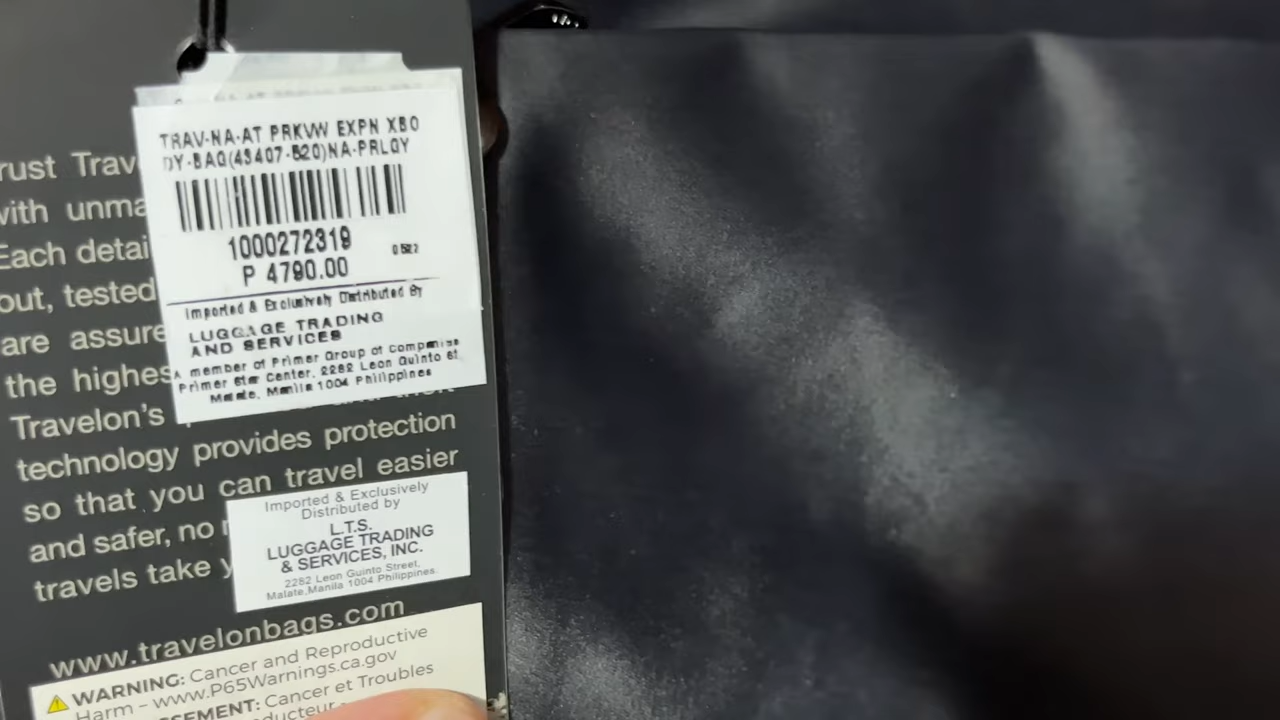 TRAV-NA-AT PRKVW EXPN XBO
DY-BAG(43407-520)NA-PRLGY
1000272319
0522
P 4790.00
Imported & Exclusively Distributed By
LUGGAGE TRADING
AND SERVICES
A member of Primer Group of Companies
Primer Star Center, 2282 Leon Guinto St.
Malate, Manila 1004 Philippines
rust Trav
with unma
Each detai
out, tested
are assure
the highes
Travelon's
technology provides protection
so that you can travel easier
and safer, no
travels take y
Imported & Exclusively
Distributed by
L.T.S.
LUGGAGE TRADING
& SERVICES, INC.
2282 Leon Guinto Street,
Malate,Manila 1004 Philippines.
www.travelonbags.com
WARNING: Cancer and Reproductive
Harm - www.P65Warnings.ca.gov
SSEMENT: Cancer et Troubles
oducteur